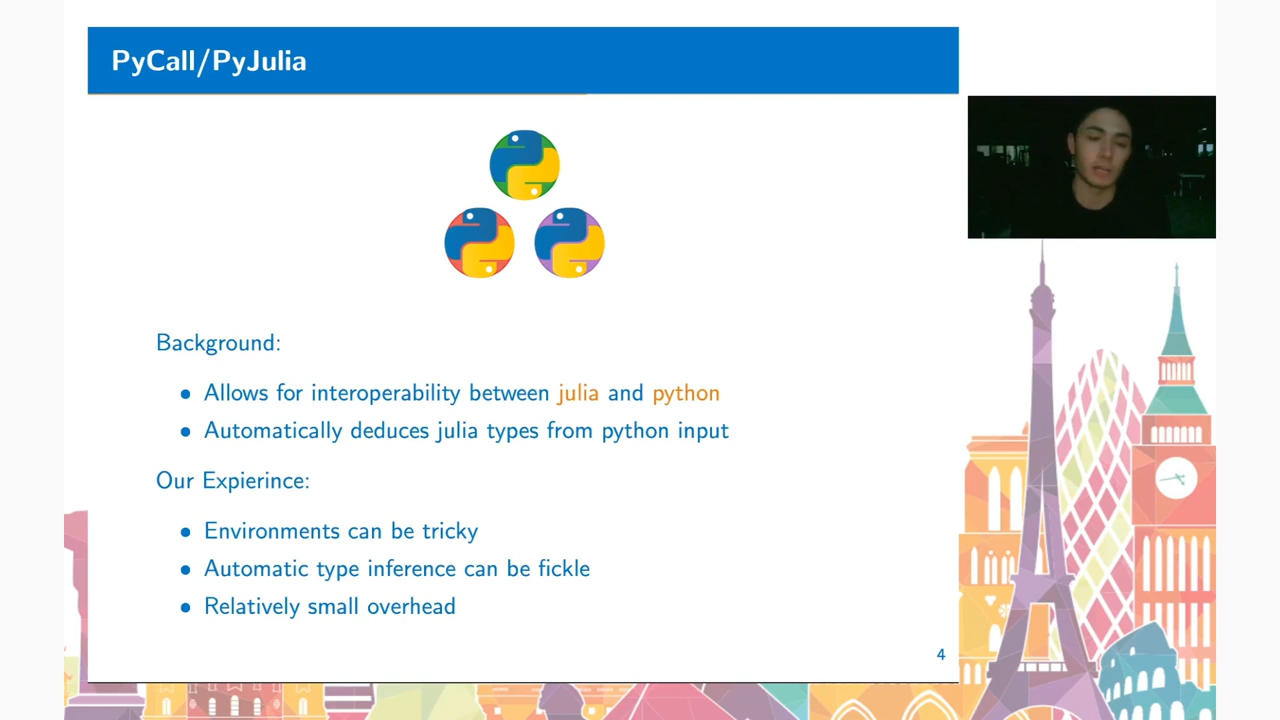 PyCall/PyJulia
Background:
• Allows for interoperability between julia and python
• Automatically deduces julia types from python input
Our Expierince:
• Environments can be tricky
• Automatic type inference can be fickle
• Relatively small overhead
4